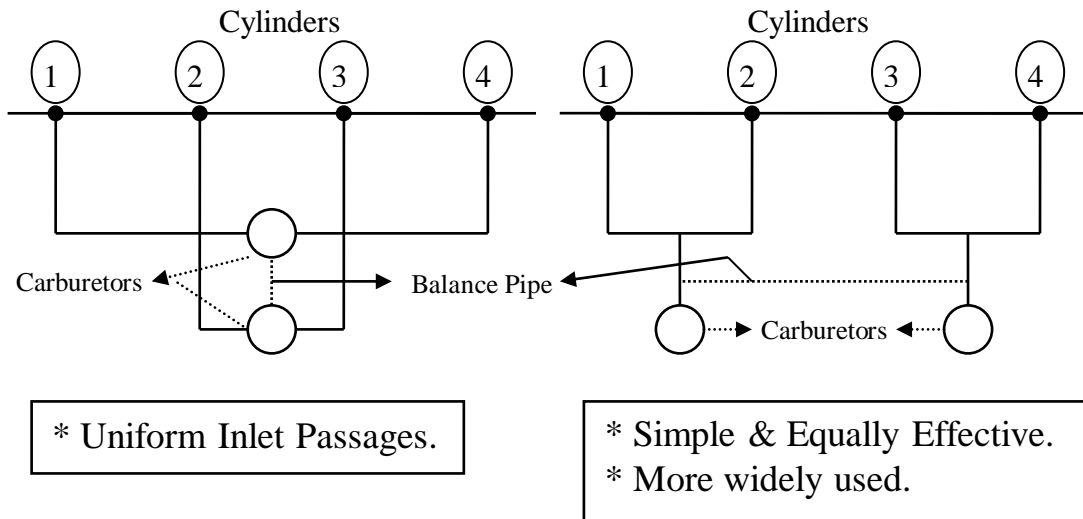 Cylinders
1 2 3 4
Carburetors
* Uniform Inlet Passages.
Cylinders
1 2 3 4
Balance Pipe
Carburetors
* Simple & Equally Effective.
* More widely used.